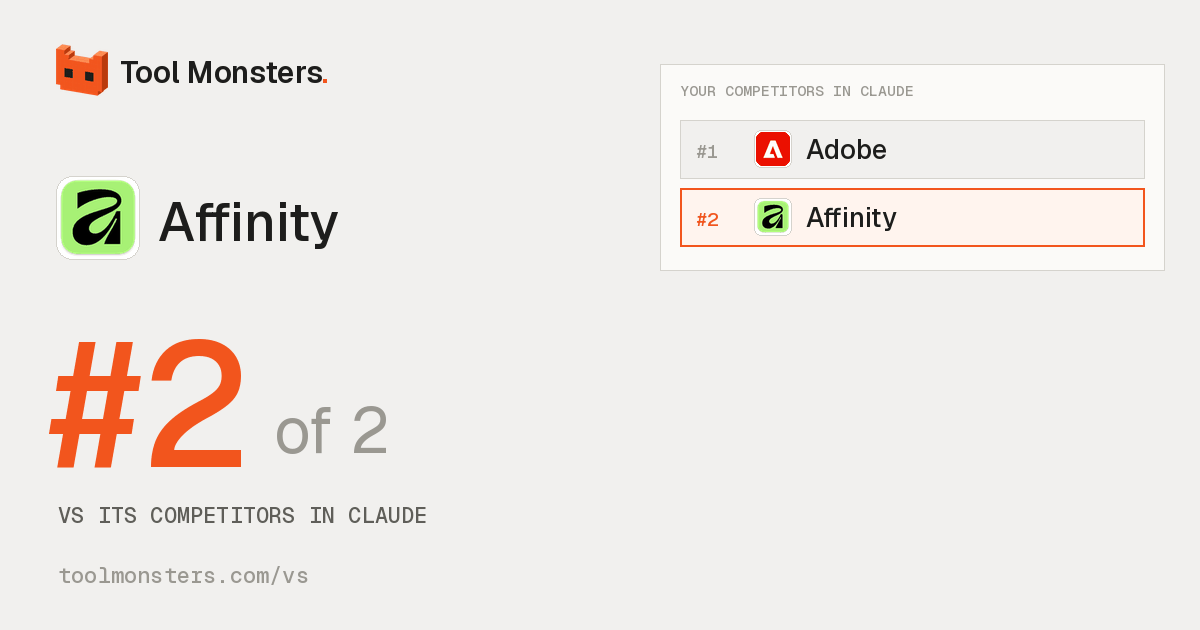 Tool Monsters.
Affinity
#2 of 2
VS ITS COMPETITORS IN CLAUDE
toolmonsters.com/vs
YOUR COMPETITORS IN CLAUDE
#1 Adobe
#2 Affinity